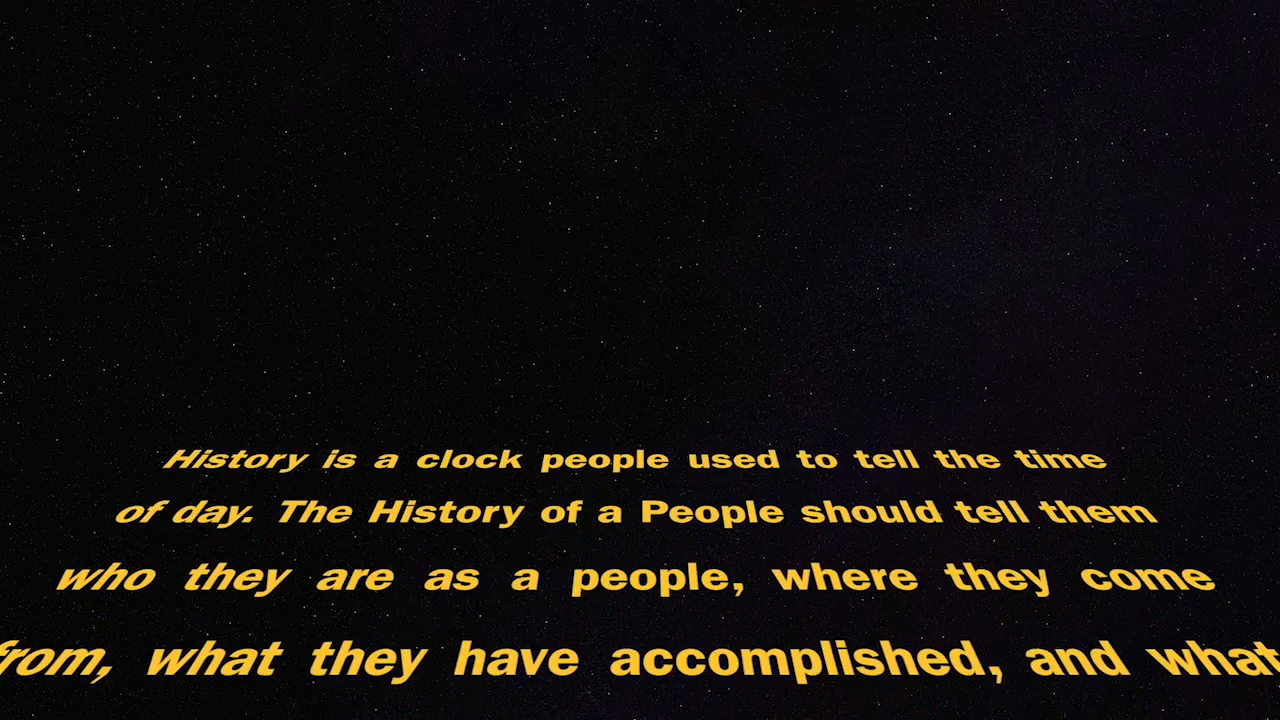 History is a clock people used to tell the time
of day. The History of a People should tell them
who they are as a people, where they come
from, what they have accomplished, and what